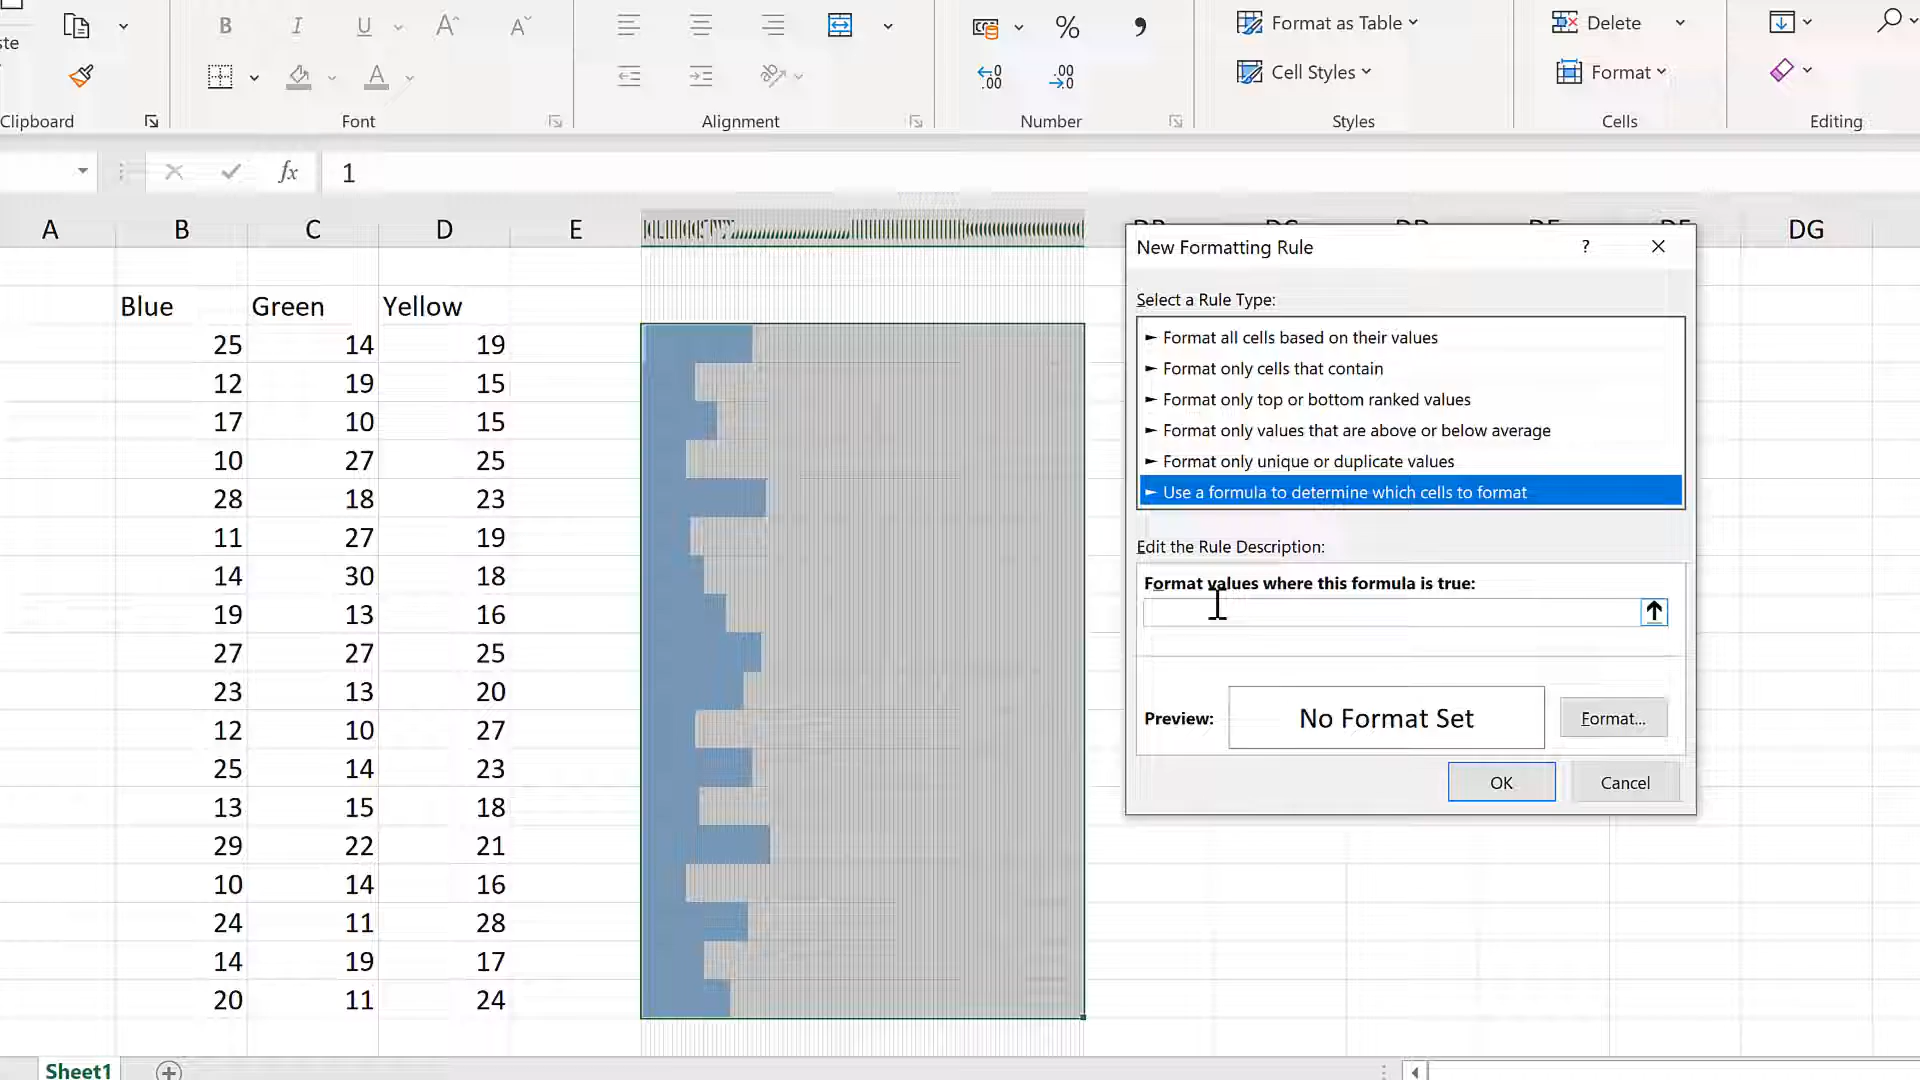 ste
B I U A A
% ,
Format as Table
Delete
A
.00 .00
Cell Styles
Format
Clipboard Font Alignment Number Styles Cells Editing
fx 1
A B C D E DG
Blue Green Yellow
25 14 19
12 19 15
17 10 15
10 27 25
28 18 23
11 27 19
14 30 18
19 13 16
27 27 25
23 13 20
12 10 27
25 14 23
13 15 18
29 22 21
10 14 16
24 11 28
14 19 17
20 11 24
New Formatting Rule ?
Select a Rule Type:
► Format all cells based on their values
► Format only cells that contain
► Format only top or bottom ranked values
► Format only values that are above or below average
► Format only unique or duplicate values
► Use a formula to determine which cells to format
Edit the Rule Description:
Format values where this formula is true:
Preview: No Format Set Format...
OK Cancel
Sheet1